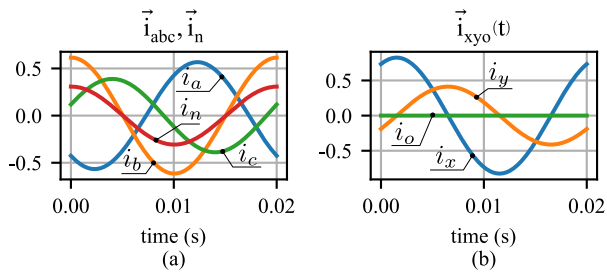 i⃗abc, i⃗n
0.5
0.0
-0.5
ia
in
ib
ic
0.00
0.01
0.02
time (s)
(a)
i⃗xyo(t)
0.5
0.0
-0.5
iy
io
ix
0.00
0.01
0.02
time (s)
(b)